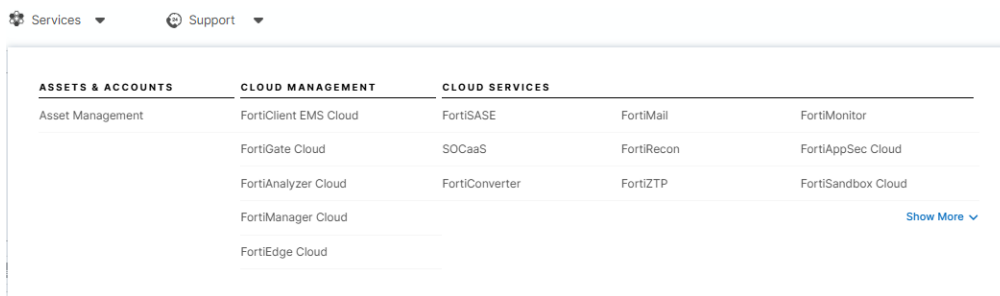 Services Support
ASSETS & ACCOUNTS CLOUD MANAGEMENT CLOUD SERVICES
Asset Management FortiClient EMS Cloud FortiSASE FortiMail FortiMonitor
FortiGate Cloud SOCaaS FortiRecon FortiAppSec Cloud
FortiAnalyzer Cloud FortiConverter FortiZTP FortiSandbox Cloud
FortiManager Cloud Show More
FortiEdge Cloud